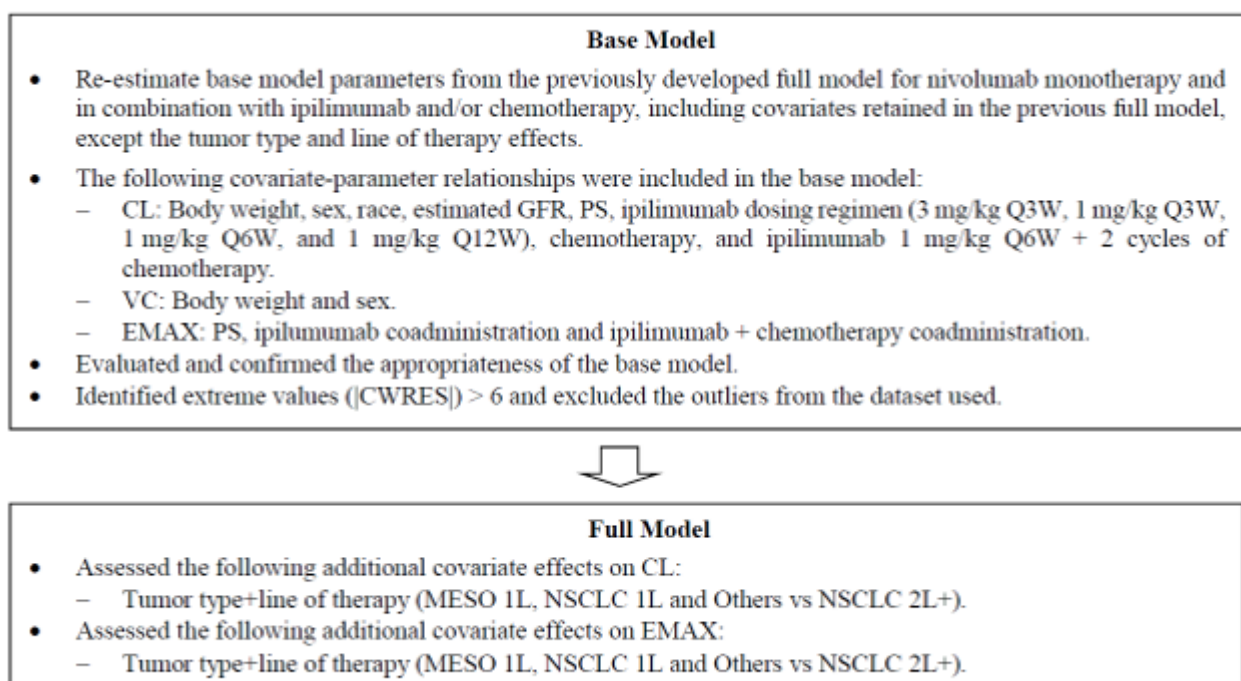 Base Model
• Re-estimate base model parameters from the previously developed full model for nivolumab monotherapy and
in combination with ipilimumab and/or chemotherapy, including covariates retained in the previous full model,
except the tumor type and line of therapy effects.
• The following covariate-parameter relationships were included in the base model:
– CL: Body weight, sex, race, estimated GFR, PS, ipilimumab dosing regimen (3 mg/kg Q3W, 1 mg/kg Q3W,
1 mg/kg Q6W, and 1 mg/kg Q12W), chemotherapy, and ipilimumab 1 mg/kg Q6W + 2 cycles of
chemotherapy.
– VC: Body weight and sex.
– EMAX: PS, ipilumumab coadministration and ipilimumab + chemotherapy coadministration.
• Evaluated and confirmed the appropriateness of the base model.
• Identified extreme values (|CWRES|) > 6 and excluded the outliers from the dataset used.
Full Model
• Assessed the following additional covariate effects on CL:
– Tumor type+line of therapy (MESO 1L, NSCLC 1L and Others vs NSCLC 2L+).
• Assessed the following additional covariate effects on EMAX:
– Tumor type+line of therapy (MESO 1L, NSCLC 1L and Others vs NSCLC 2L+).